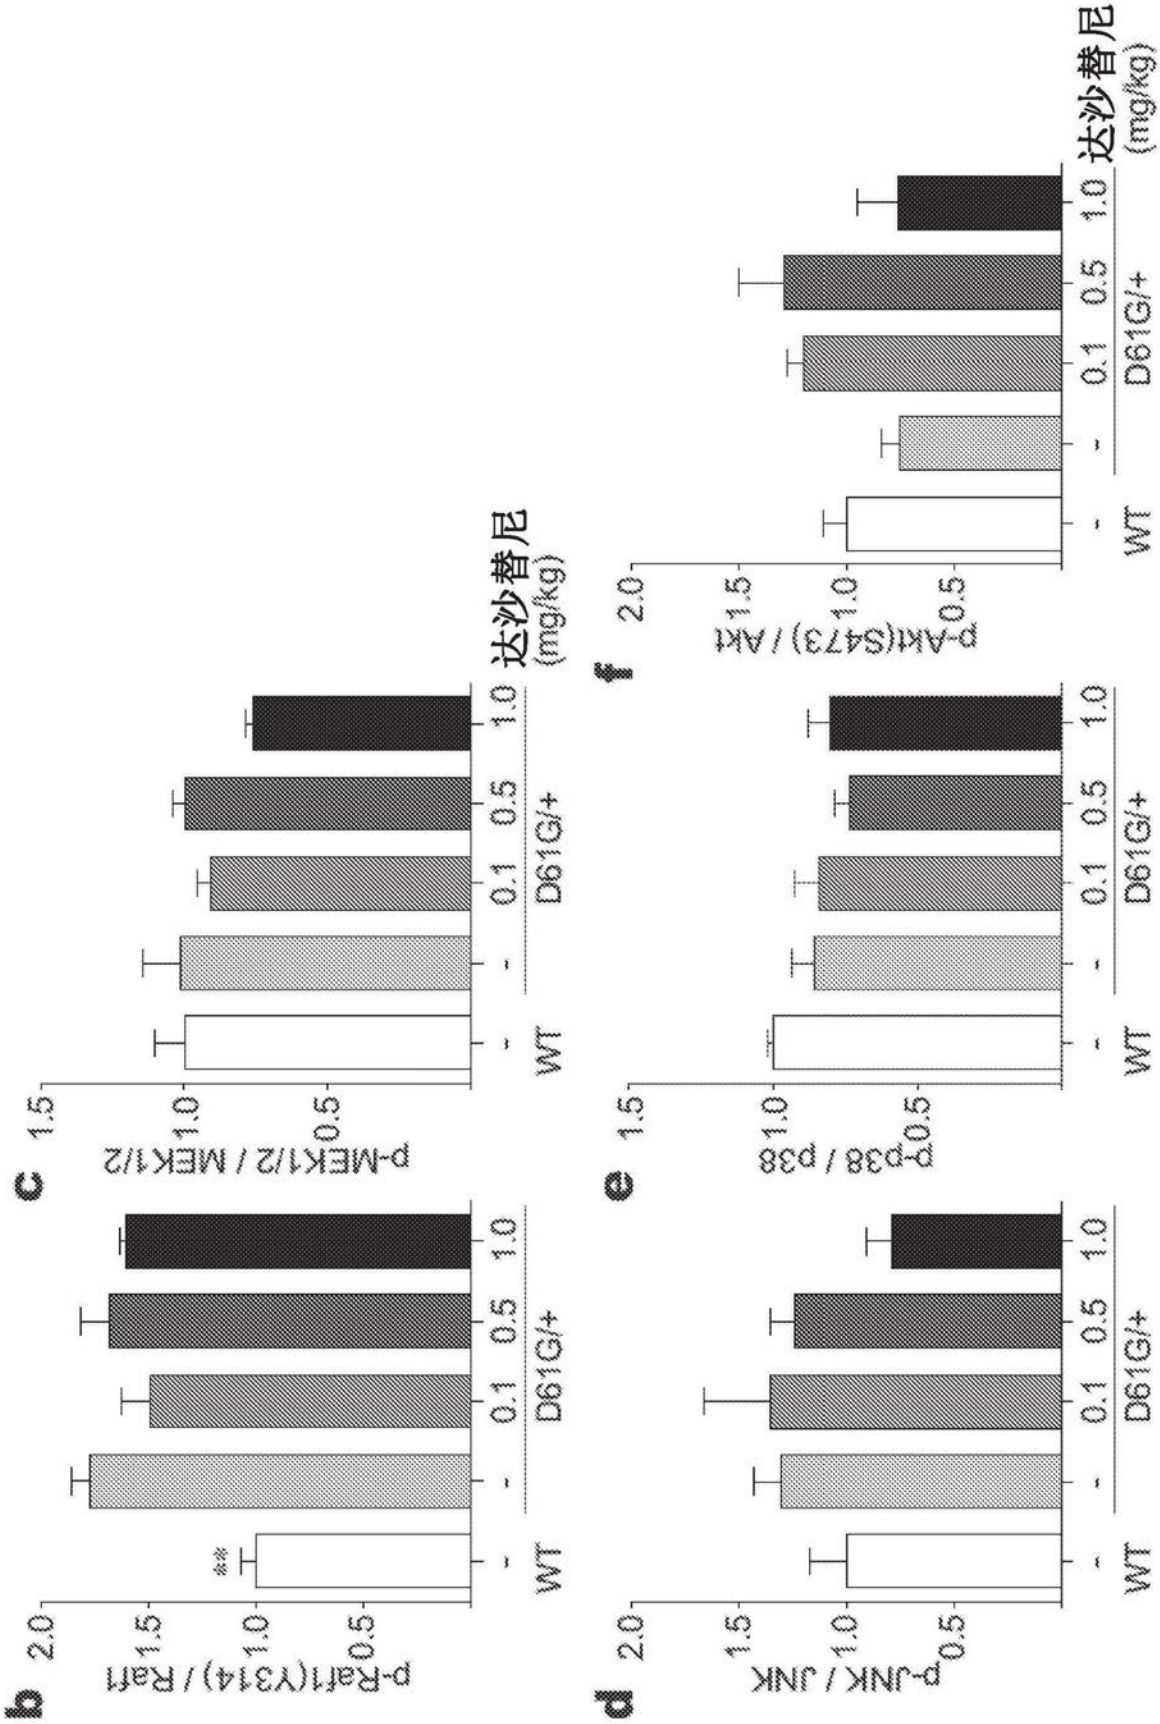 b
p-Raf1(Y314) / Raf1
2.0
1.5
1.0
0.5
**
- - 0.1 0.5 1.0
WT D61G/+
c
p-MEK1/2 / MEK1/2
1.5
1.0
0.5
- - 0.1 0.5 1.0 达沙替尼
WT D61G/+ (mg/kg)
d
p-JNK / JNK
2.0
1.5
1.0
0.5
- - 0.1 0.5 1.0
WT D61G/+
e
p-p38 / p38
1.5
1.0
0.5
- - 0.1 0.5 1.0
WT D61G/+
f
p-Akt(S473) / Akt
2.0
1.5
1.0
0.5
- - 0.1 0.5 1.0 达沙替尼
WT D61G/+ (mg/kg)